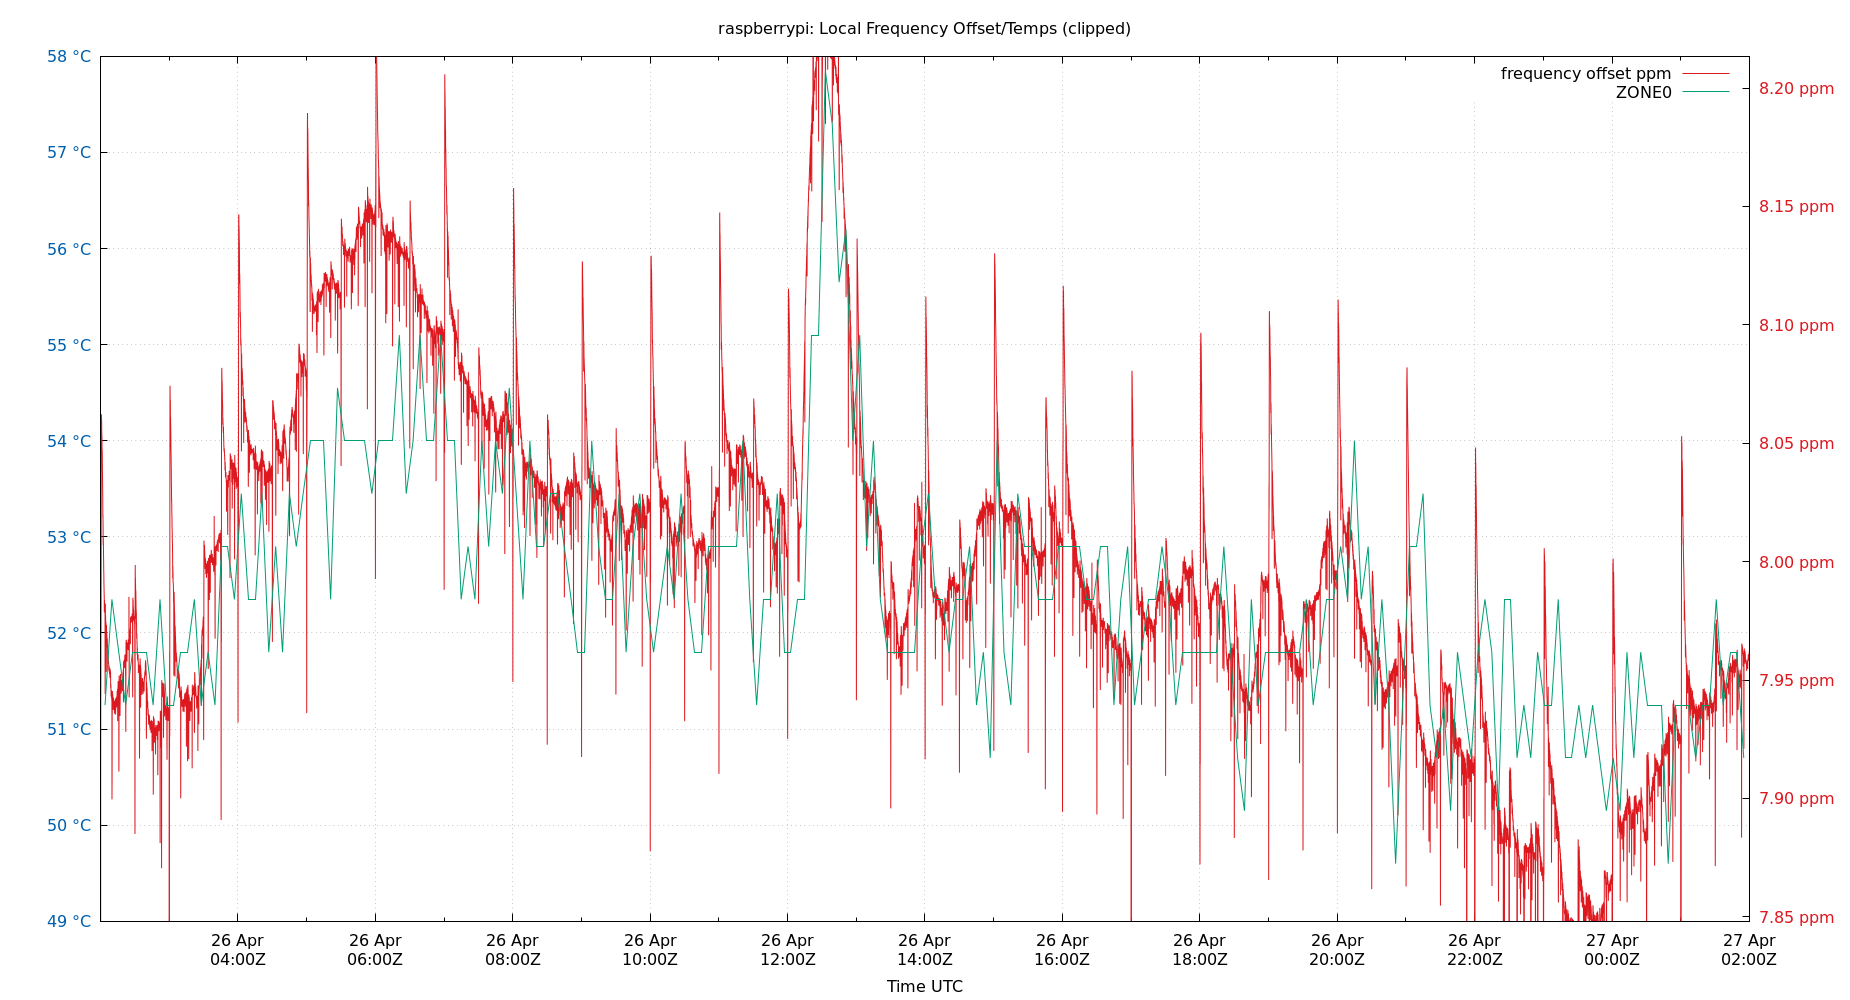 raspberrypi: Local Frequency Offset/Temps (clipped)
frequency offset ppm
ZONE0
58 °C
57 °C
56 °C
55 °C
54 °C
53 °C
52 °C
51 °C
50 °C
49 °C
8.20 ppm
8.15 ppm
8.10 ppm
8.05 ppm
8.00 ppm
7.95 ppm
7.90 ppm
7.85 ppm
26 Apr
04:00Z
26 Apr
06:00Z
26 Apr
08:00Z
26 Apr
10:00Z
26 Apr
12:00Z
26 Apr
14:00Z
26 Apr
16:00Z
26 Apr
18:00Z
26 Apr
20:00Z
26 Apr
22:00Z
27 Apr
00:00Z
27 Apr
02:00Z
Time UTC